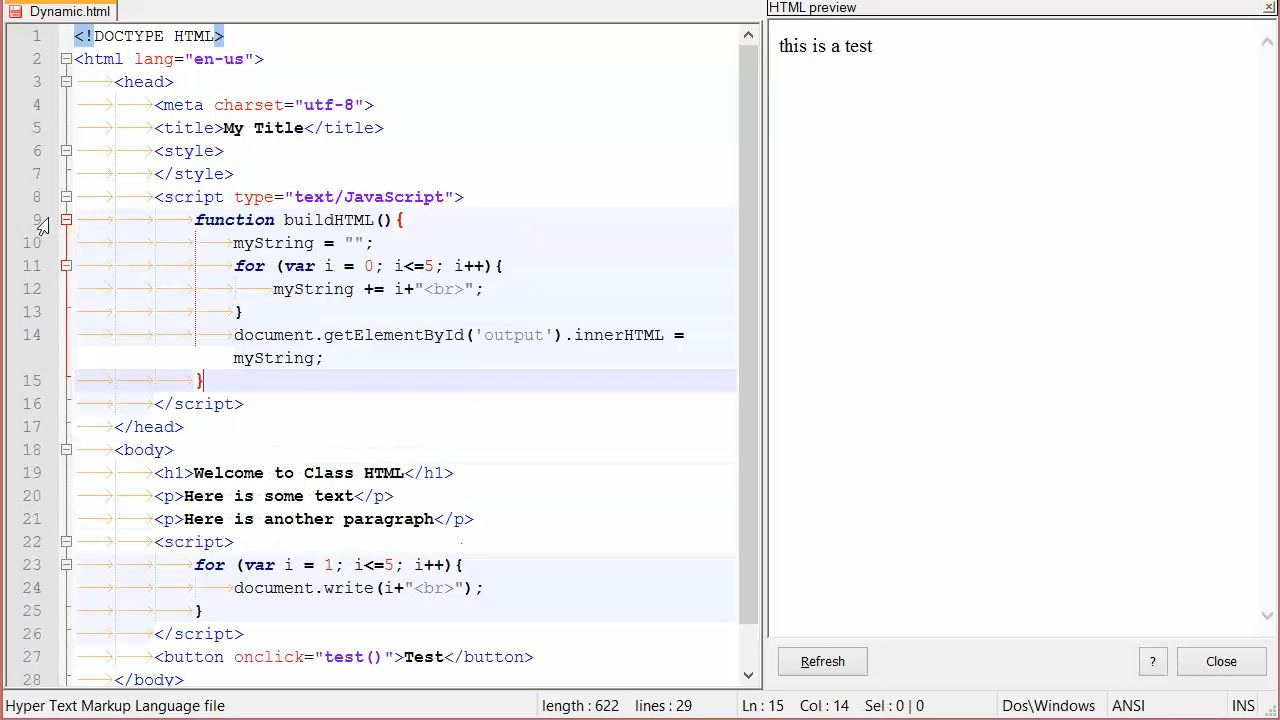 Dynamic.html
HTML preview
1 <!DOCTYPE HTML>
2 <html lang="en-us">
3 <head>
4 <meta charset="utf-8">
5 <title>My Title</title>
6 <style>
7 </style>
8 <script type="text/JavaScript">
9 function buildHTML(){
10 myString = "";
11 for (var i = 0; i<=5; i++){
12 myString += i+"<br>";
13 }
14 document.getElementById('output').innerHTML =
myString;
15 }
16 </script>
17 </head>
18 <body>
19 <h1>Welcome to Class HTML</h1>
20 <p>Here is some text</p>
21 <p>Here is another paragraph</p>
22 <script>
23 for (var i = 1; i<=5; i++){
24 document.write(i+"<br>");
25 }
26 </script>
27 <button onclick="test()">Test</button>
28 </body>
this is a test
Refresh ? Close
Hyper Text Markup Language file length : 622 lines : 29 Ln : 15 Col : 14 Sel : 0 | 0 Dos\Windows ANSI INS